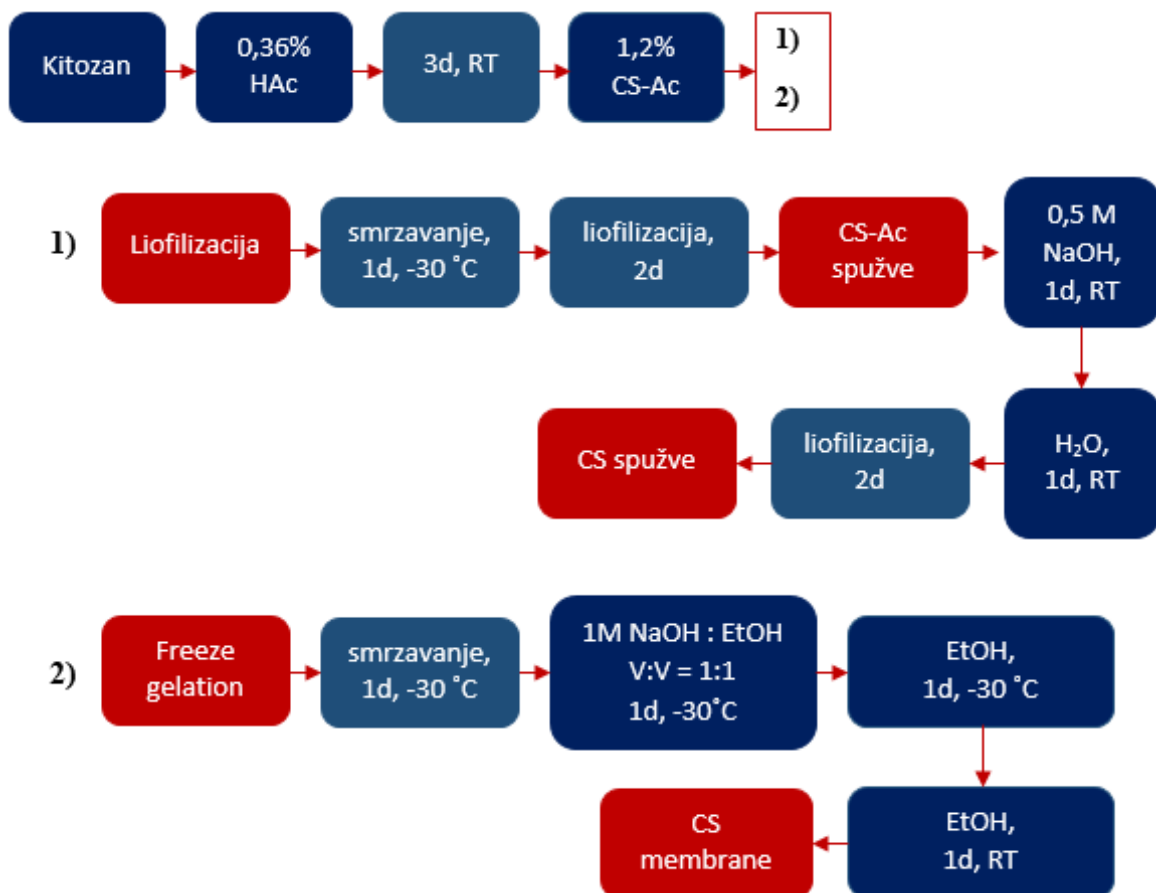 Kitozan
0,36%
HAc
3d, RT
1,2%
CS-Ac
1)
2)
1)
Liofilizacija
smrzavanje,
1d, -30 ˚C
liofilizacija,
2d
CS-Ac
spužve
0,5 M
NaOH,
1d, RT
H₂O,
1d, RT
liofilizacija,
2d
CS spužve
2)
Freeze
gelation
smrzavanje,
1d, -30 ˚C
1M NaOH : EtOH
V:V = 1:1
1d, -30˚C
EtOH,
1d, -30 ˚C
EtOH,
1d, RT
CS
membrane